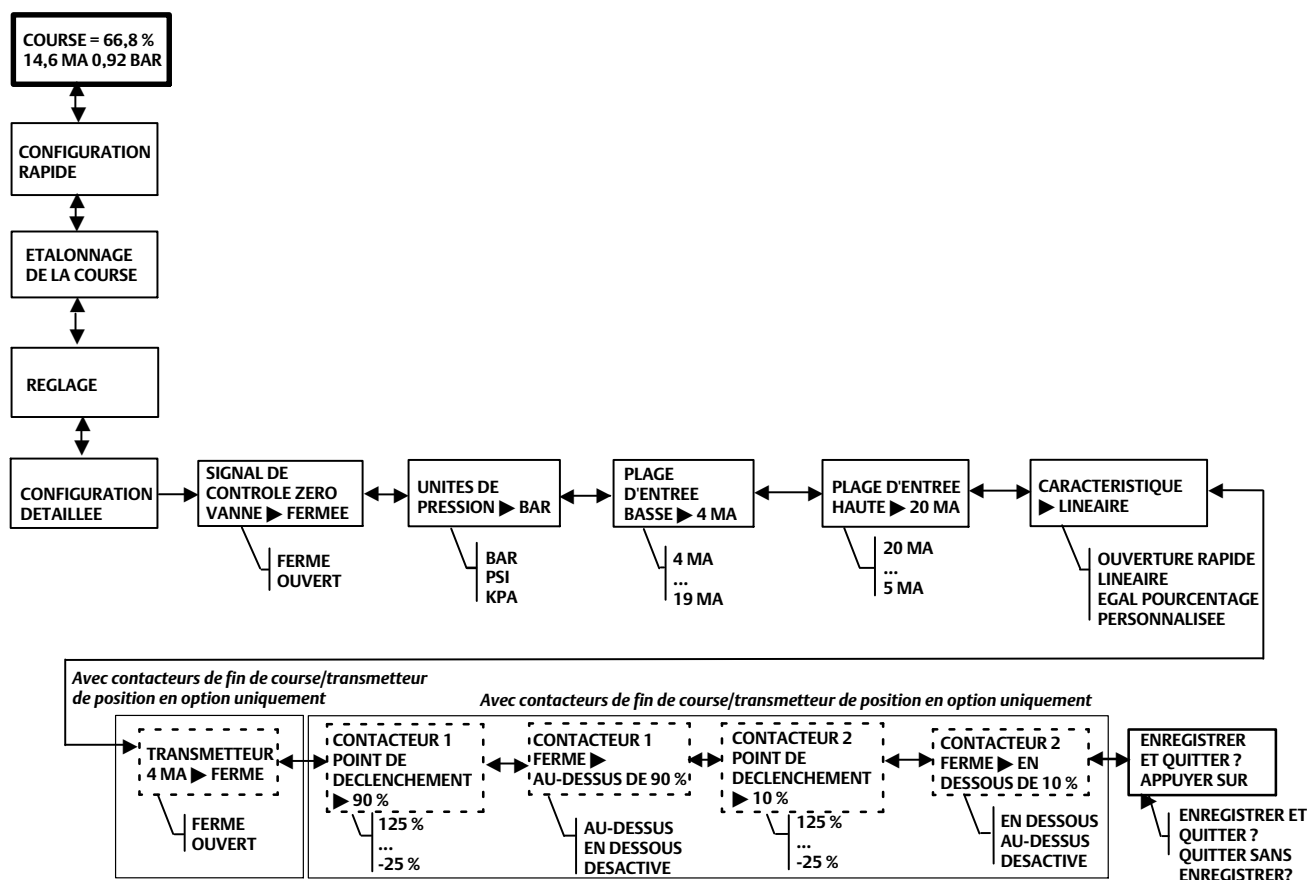 COURSE = 66,8 %
14,6 MA 0,92 BAR
CONFIGURATION
RAPIDE
ETALONNAGE
DE LA COURSE
REGLAGE
CONFIGURATION
DETAILLEE
SIGNAL DE
CONTROLE ZERO
VANNE ▶ FERMEE
FERME
OUVERT
UNITES DE
PRESSION ▶ BAR
BAR
PSI
KPA
PLAGE
D'ENTREE
BASSE ▶ 4 MA
4 MA
...
19 MA
PLAGE D'ENTREE
HAUTE ▶ 20 MA
20 MA
...
5 MA
CARACTERISTIQUE
▶ LINEAIRE
OUVERTURE RAPIDE
LINEAIRE
EGAL POURCENTAGE
PERSONNALISEE
Avec contacteurs de fin de course/transmetteur
de position en option uniquement
Avec contacteurs de fin de course/transmetteur de position en option uniquement
TRANSMETTEUR
4 MA ▶ FERME
FERME
OUVERT
CONTACTEUR 1
POINT DE
DECLENCHEMENT
▶ 90 %
125 %
...
-25 %
CONTACTEUR 1
FERME ▶
AU-DESSUS DE 90 %
AU-DESSUS
EN DESSOUS
DESACTIVE
CONTACTEUR 2
POINT DE
DECLENCHEMENT
▶ 10 %
125 %
...
-25 %
CONTACTEUR 2
FERME ▶ EN
DESSOUS DE 10 %
EN DESSOUS
AU-DESSUS
DESACTIVE
ENREGISTRER
ET QUITTER ?
APPUYER SUR
ENREGISTRER ET
QUITTER ?
QUITTER SANS
ENREGISTRER?